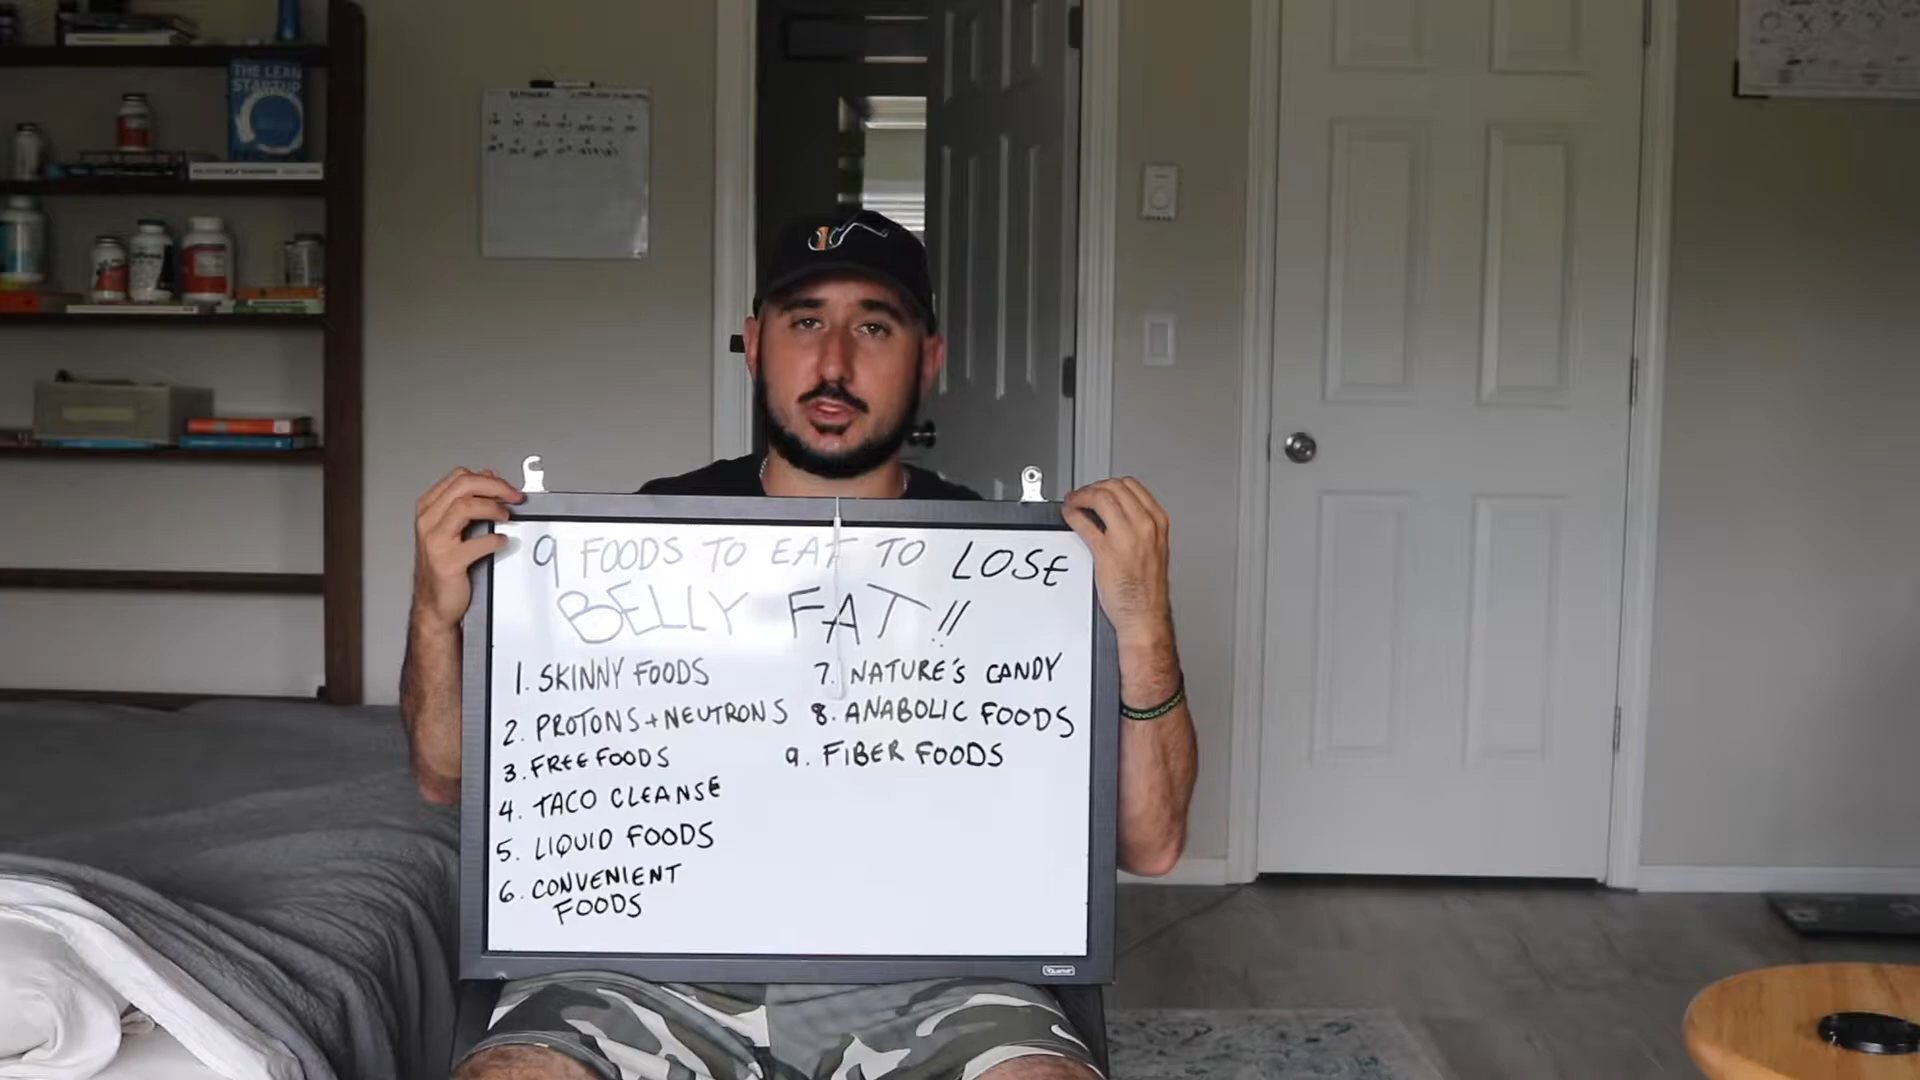 THE LEAN
STARTUP
9 FOODS TO EAT TO LOSE
BELLY FAT!!
1. SKINNY FOODS
2. PROTONS + NEUTRONS
3. FREE FOODS
4. TACO CLEANSE
5. LIQUID FOODS
6. CONVENIENT
FOODS
7. NATURE'S CANDY
8. ANABOLIC FOODS
9. FIBER FOODS